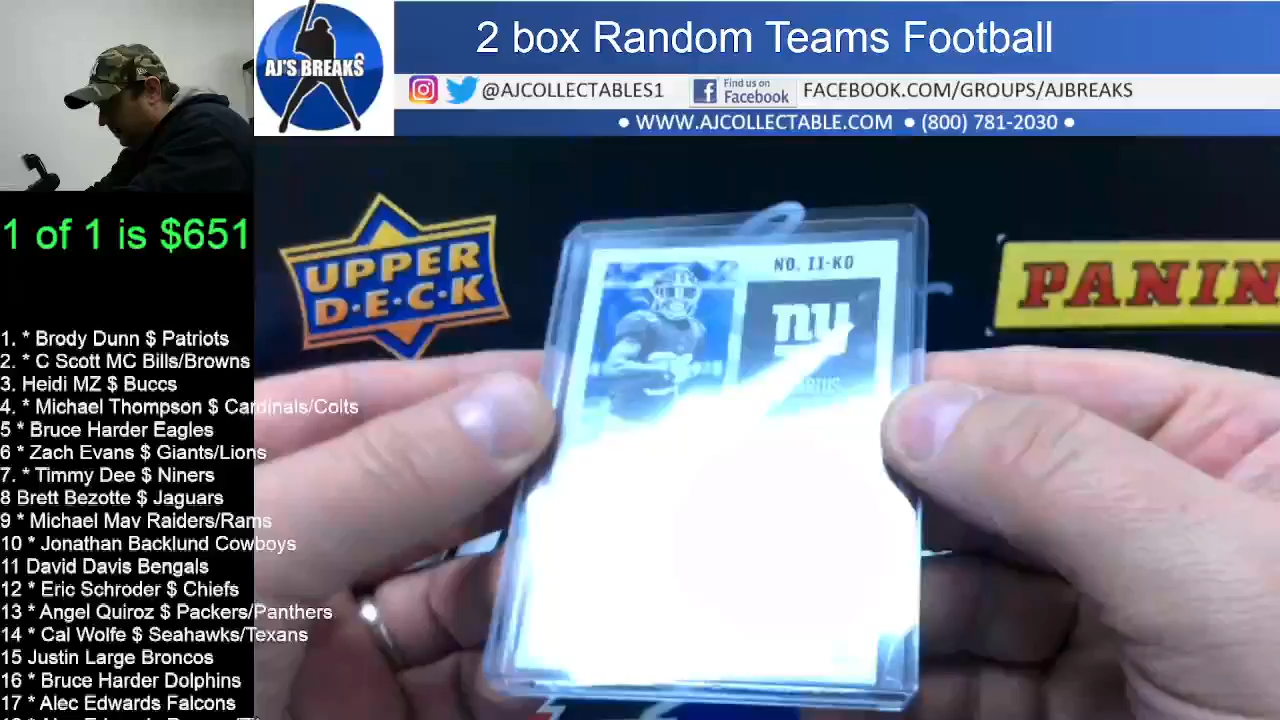 2 box Random Teams Football
AJ'S BREAKS
@AJCOLLECTABLES1
Find us on
Facebook
FACEBOOK.COM/GROUPS/AJBREAKS
● WWW.AJCOLLECTABLE.COM ● (800) 781-2030 ●
1 of 1 is $651
UPPER
D•E•C•K
PANIN
NO. II-KO
ny
1. * Brody Dunn $ Patriots
2. * C Scott MC Bills/Browns
3. Heidi MZ $ Buccs
4. * Michael Thompson $ Cardinals/Colts
5 * Bruce Harder Eagles
6 * Zach Evans $ Giants/Lions
7. * Timmy Dee $ Niners
8 Brett Bezotte $ Jaguars
9 * Michael Mav Raiders/Rams
10 * Jonathan Backlund Cowboys
11 David Davis Bengals
12 * Eric Schroder $ Chiefs
13 * Angel Quiroz $ Packers/Panthers
14 * Cal Wolfe $ Seahawks/Texans
15 Justin Large Broncos
16 * Bruce Harder Dolphins
17 * Alec Edwards Falcons